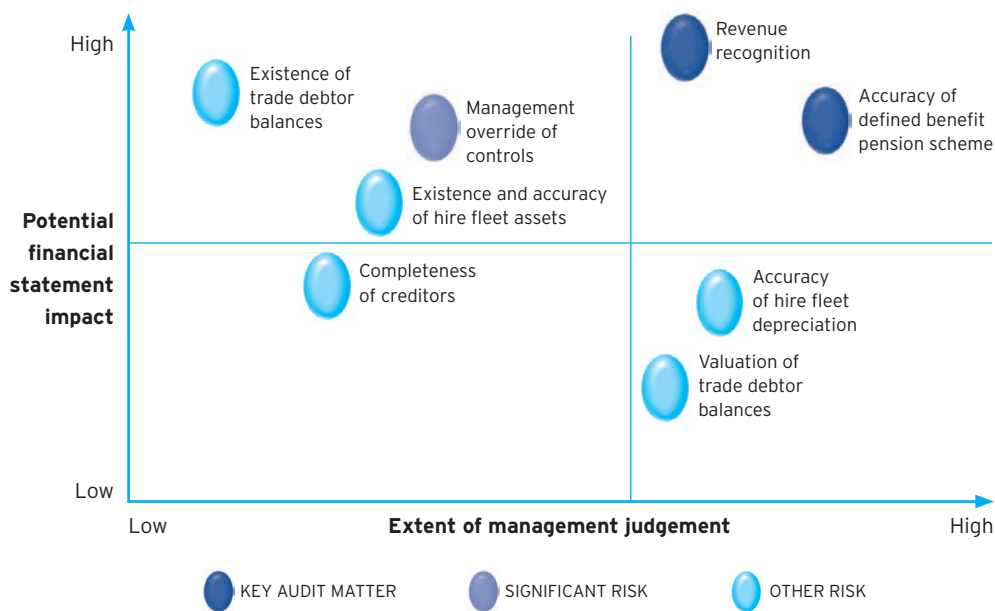 High
Existence of
trade debtor
balances
Management
override of
controls
Revenue
recognition
Accuracy of
defined benefit
pension scheme
Existence and accuracy
of hire fleet assets
Potential
financial
statement
impact
Completeness
of creditors
Accuracy
of hire fleet
depreciation
Valuation of
trade debtor
balances
Low
Low
Extent of management judgement
High
KEY AUDIT MATTER
SIGNIFICANT RISK
OTHER RISK